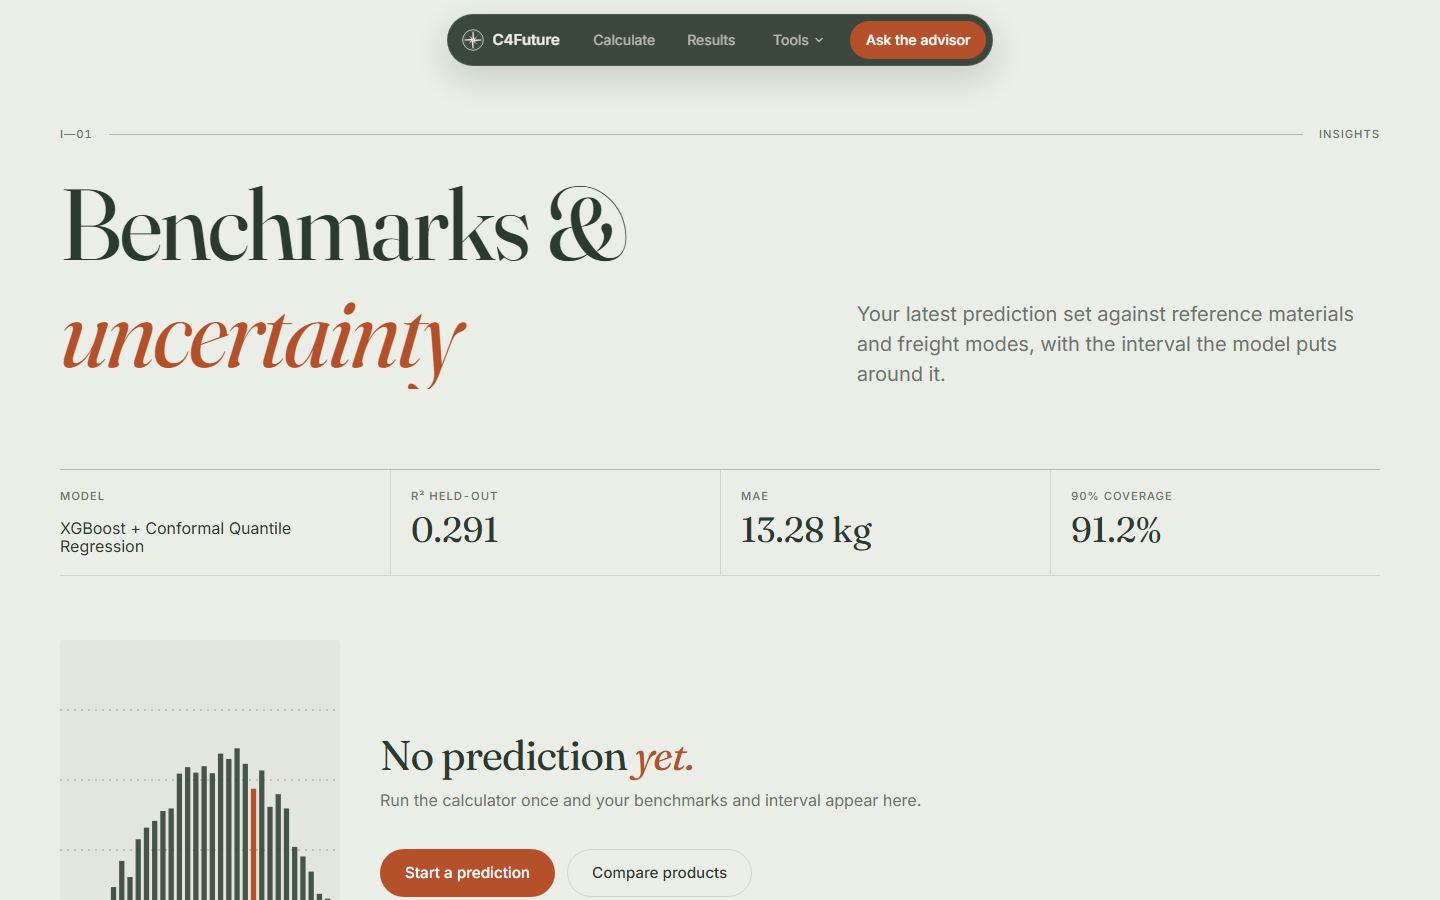 C4Future Calculate Results Tools Ask the advisor
I—01 INSIGHTS
Benchmarks &
uncertainty
Your latest prediction set against reference materials
and freight modes, with the interval the model puts
around it.
MODEL
XGBoost + Conformal Quantile
Regression
R² HELD-OUT
0.291
MAE
13.28 kg
90% COVERAGE
91.2%
No prediction yet.
Run the calculator once and your benchmarks and interval appear here.
Start a prediction Compare products